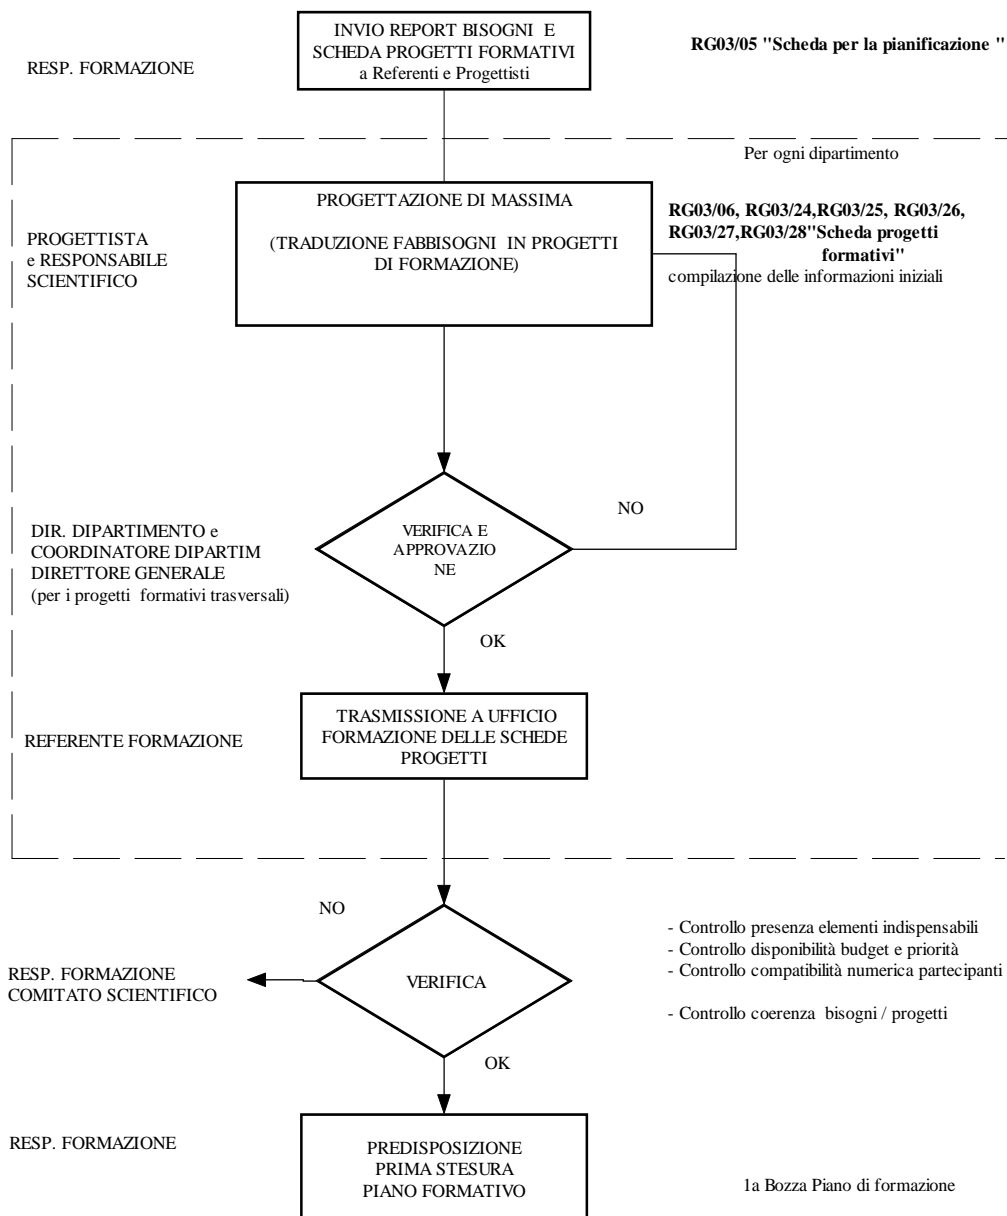 INVIO REPORT BISOGNI E
SCHEDA PROGETTI FORMATIVI
a Referenti e Progettisti
RG03/05 "Scheda per la pianificazione "
RESP. FORMAZIONE
Per ogni dipartimento
PROGETTAZIONE DI MASSIMA
(TRADUZIONE FABBISOGNI IN PROGETTI
DI FORMAZIONE)
RG03/06, RG03/24,RG03/25, RG03/26,
RG03/27,RG03/28"Scheda progetti
formativi"
compilazione delle informazioni iniziali
PROGETTISTA
e RESPONSABILE
SCIENTIFICO
VERIFICA E
APPROVAZIO
NE
NO
DIR. DIPARTIMENTO e
COORDINATORE DIPARTIM
DIRETTORE GENERALE
(per i progetti formativi trasversali)
OK
TRASMISSIONE A UFFICIO
FORMAZIONE DELLE SCHEDE
PROGETTI
REFERENTE FORMAZIONE
NO
- Controllo presenza elementi indispensabili
- Controllo disponibilità budget e priorità
- Controllo compatibilità numerica partecipanti
- Controllo coerenza bisogni / progetti
RESP. FORMAZIONE
COMITATO SCIENTIFICO
VERIFICA
OK
RESP. FORMAZIONE
PREDISPOSIZIONE
PRIMA STESURA
PIANO FORMATIVO
1a Bozza Piano di formazione